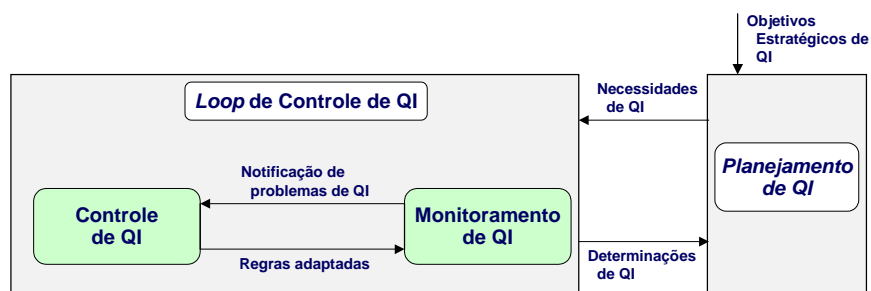 Objetivos
Estratégicos de
QI
Loop de Controle de QI
Necessidades
de QI
Notificação de
problemas de QI
Planejamento
de QI
Controle
de QI
Monitoramento
de QI
Regras adaptadas
Determinações
de QI